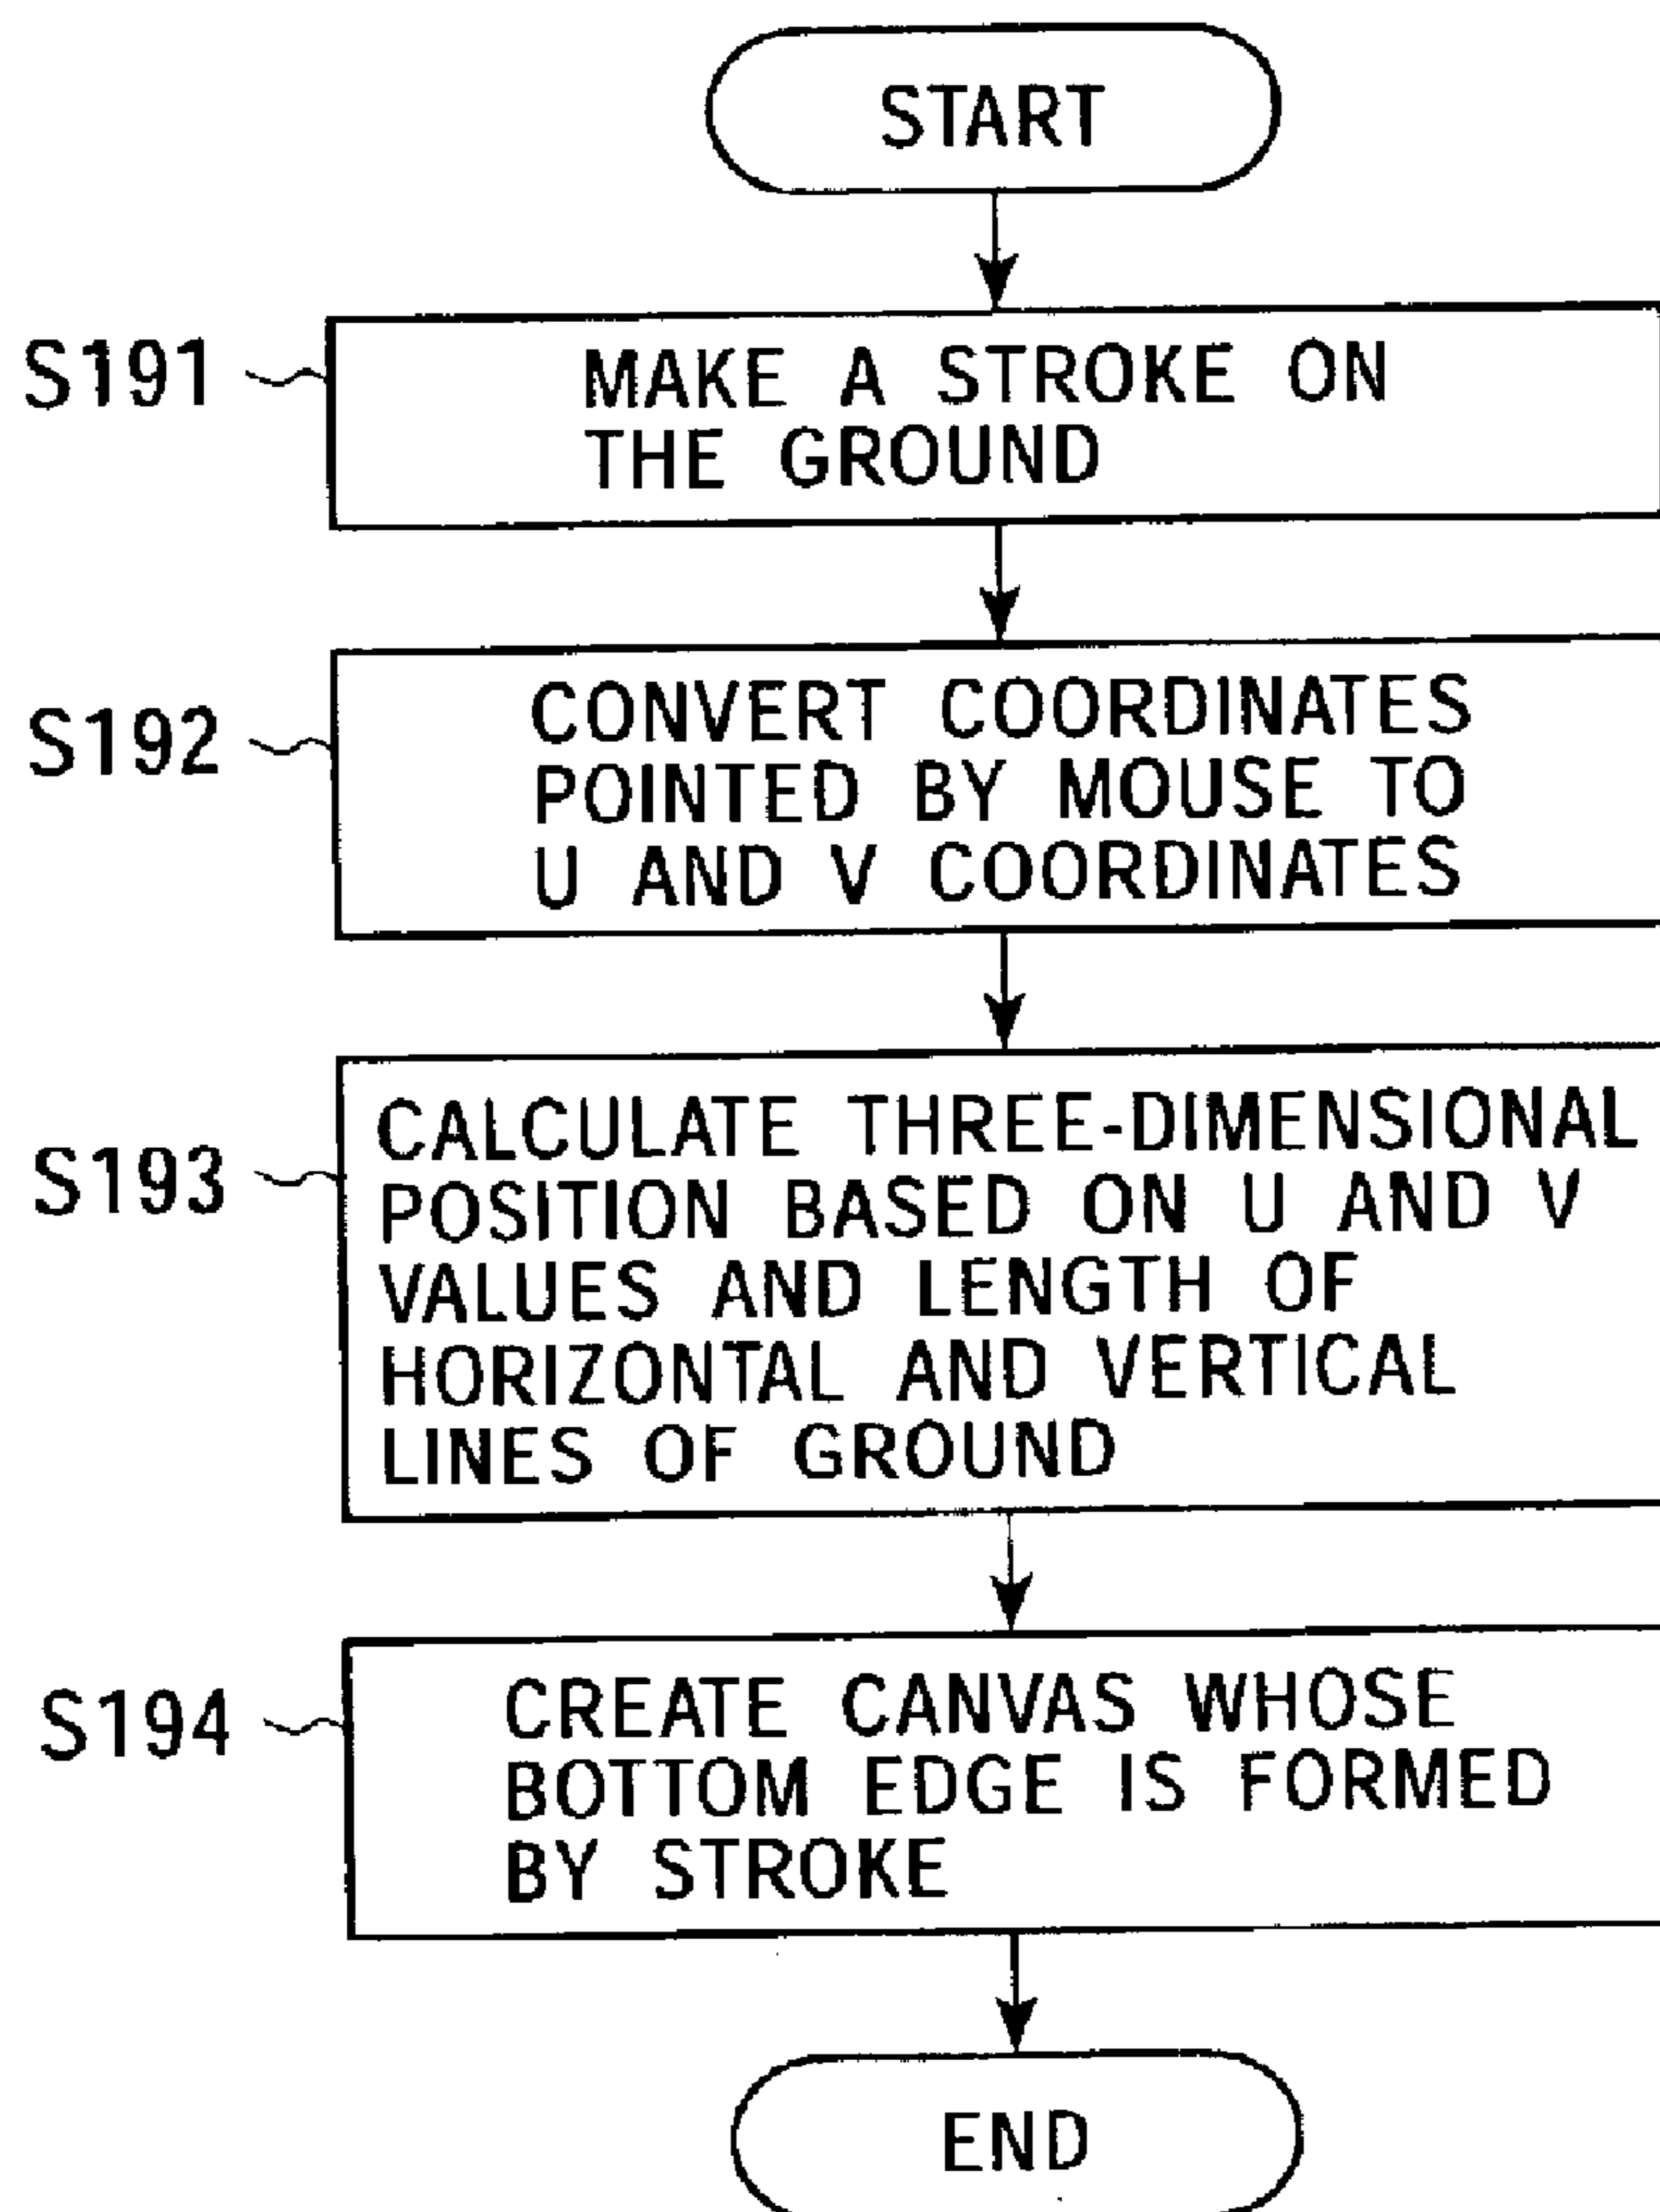 START
S191
MAKE A STROKE ON
THE GROUND
S192
CONVERT COORDINATES
POINTED BY MOUSE TO
U AND V COORDINATES
S193
CALCULATE THREE-DIMENSIONAL
POSITION BASED ON U AND V
VALUES AND LENGTH OF
HORIZONTAL AND VERTICAL
LINES OF GROUND
S194
CREATE CANVAS WHOSE
BOTTOM EDGE IS FORMED
BY STROKE
END